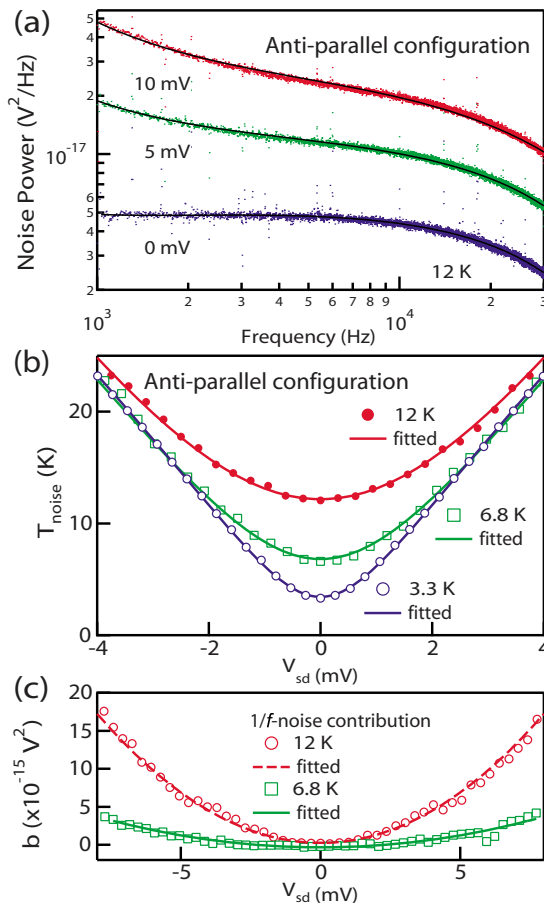 (a)
Noise Power (V²/Hz)
5
4
3
2
10⁻¹⁷
6
5
4
3
2
Anti-parallel configuration
10 mV
5 mV
0 mV
12 K
10³
2
3
4
5
6
7
8
9
10⁴
2
Frequency (Hz)
(b)
Anti-parallel configuration
T_noise (K)
20
10
0
12 K
fitted
6.8 K
fitted
3.3 K
fitted
-4
-2
0
2
4
V_sd (mV)
(c)
b (x10⁻¹⁵ V²)
20
15
10
5
0
1/f-noise contribution
12 K
fitted
6.8 K
fitted
-5
0
5
V_sd (mV)